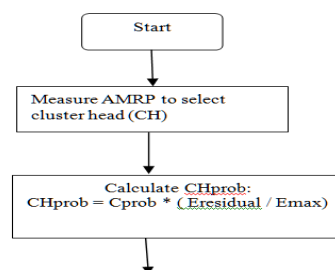 Start
Measure AMRP to select
cluster head (CH)
Calculate CHprob:
CHprob = Cprob * ( Eresidual / Emax)